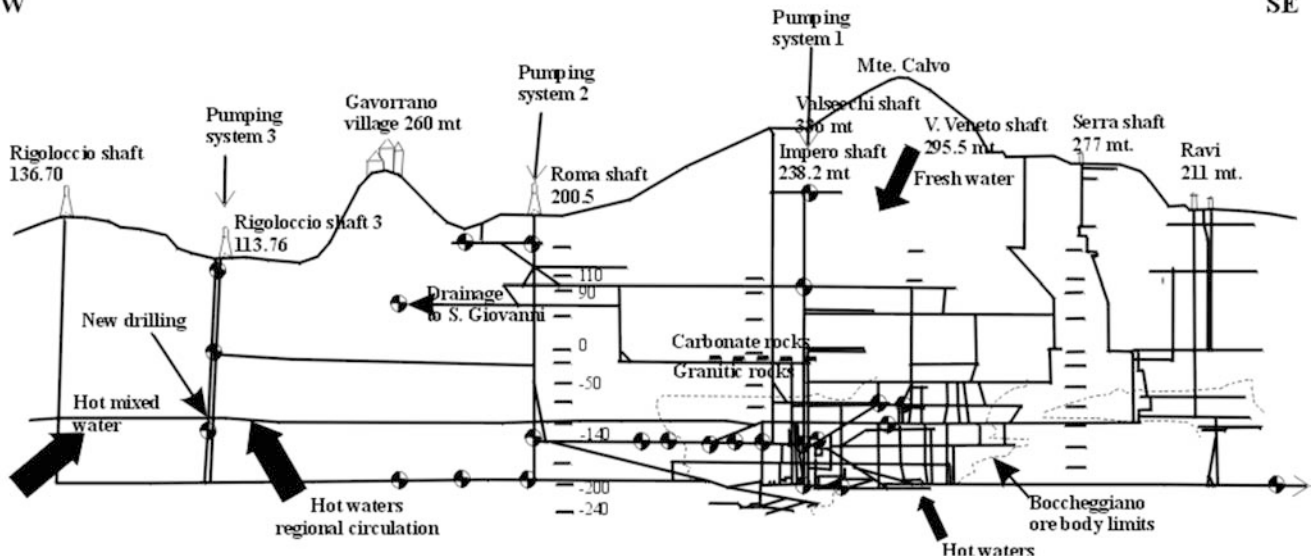 W
SE
Pumping
system 1
Mte. Calvo
Pumping
system 2
Valsecchi shaft
336 mt
Gavorrano
village 260 mt
Pumping
system 3
V. Veneto shaft
295.5 mt
Serra shaft
277 mt.
Rigoloccio shaft
136.70
Impero shaft
238.2 mt
Ravi
211 mt.
Roma shaft
200.5
Fresh water
Rigoloccio shaft 3
113.76
110
90
Drainage
to S. Giovanni
New drilling
0
Carbonate rocks
Granitic rocks
-50
Hot mixed
water
-140
-200
-240
Hot waters
regional circulation
Boccheggiano
ore body limits
Hot waters